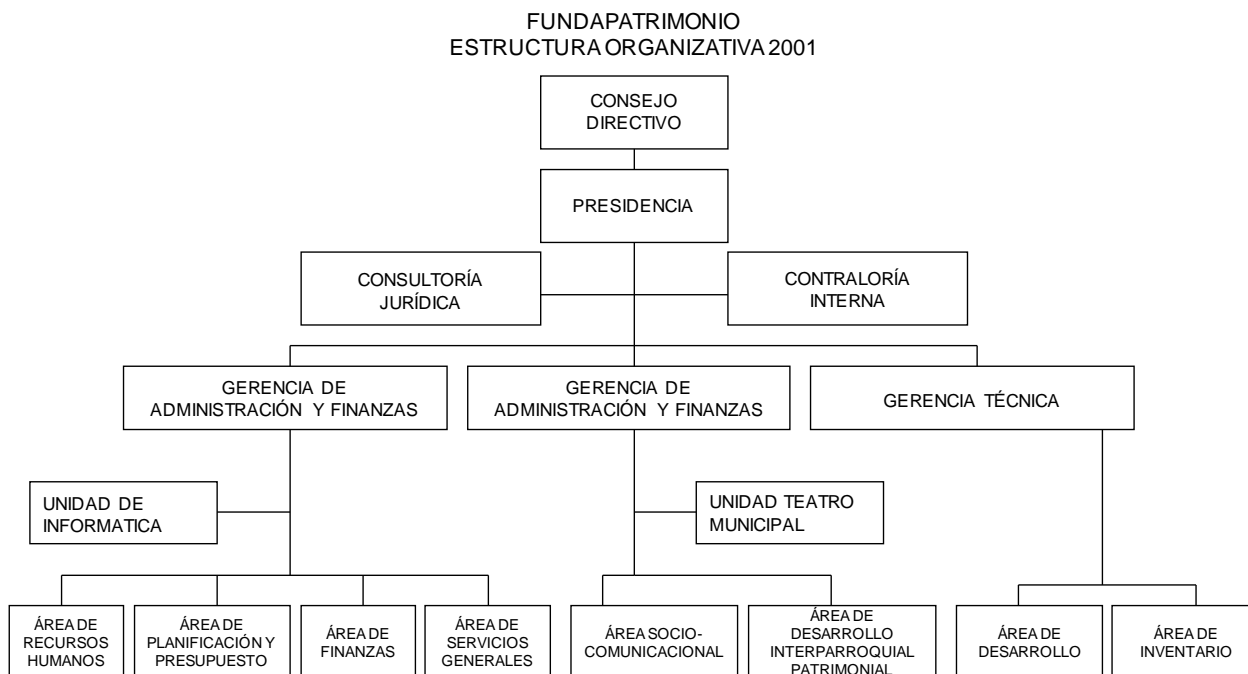 FUNDAPATRIMONIO
ESTRUCTURA ORGANIZATIVA 2001
CONSEJO
DIRECTIVO
PRESIDENCIA
CONSULTORÍA
JURÍDICA
CONTRALORÍA
INTERNA
GERENCIA DE
ADMINISTRACIÓN Y FINANZAS
GERENCIA DE
ADMINISTRACIÓN Y FINANZAS
GERENCIA TÉCNICA
UNIDAD DE
INFORMATICA
UNIDAD TEATRO
MUNICIPAL
ÁREA DE
RECURSOS
HUMANOS
ÁREA DE
PLANIFICACIÓN Y
PRESUPUESTO
ÁREA DE
FINANZAS
ÁREA DE
SERVICIOS
GENERALES
ÁREA SOCIO-
COMUNICACIONAL
ÁREA DE
DESARROLLO
INTERPARROQUIAL
PATRIMONIAL
ÁREA DE
DESARROLLO
ÁREA DE
INVENTARIO